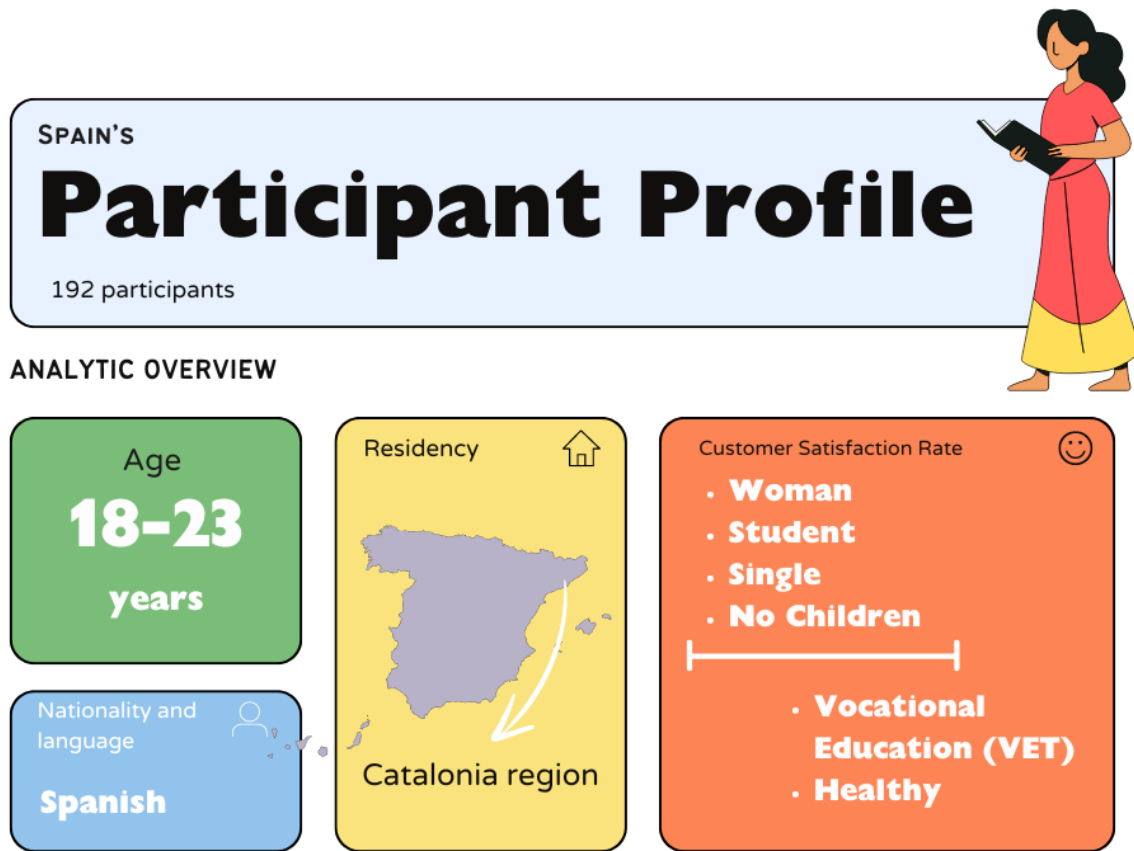 SPAIN'S
Participant Profile
192 participants
ANALYTIC OVERVIEW
Age
18-23
years
Nationality and
language
Spanish
Residency
Catalonia region
Customer Satisfaction Rate
• Woman
• Student
• Single
• No Children
• Vocational
Education (VET)
• Healthy